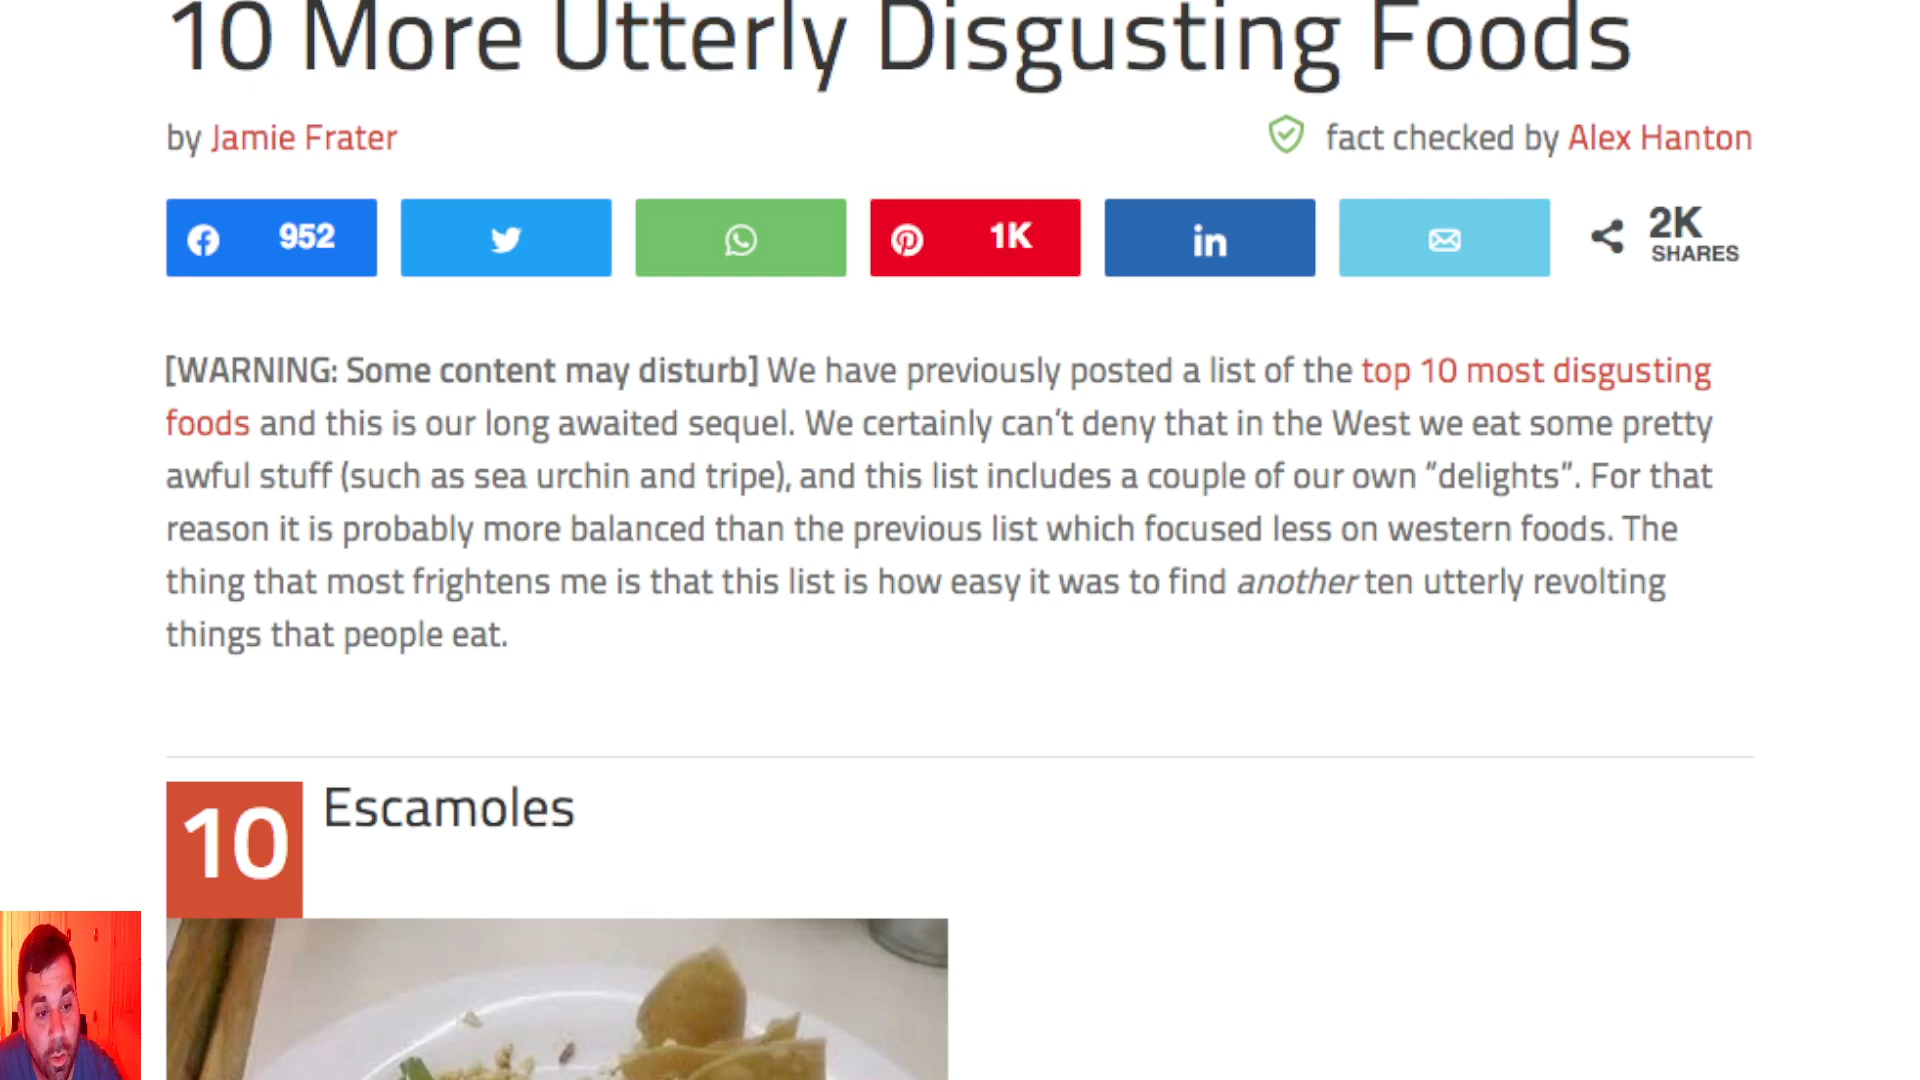 10 More Utterly Disgusting Foods
by Jamie Frater
fact checked by Alex Hanton
952
1K
in
2K
SHARES
[WARNING: Some content may disturb] We have previously posted a list of the top 10 most disgusting
foods and this is our long awaited sequel. We certainly can’t deny that in the West we eat some pretty
awful stuff (such as sea urchin and tripe), and this list includes a couple of our own “delights”. For that
reason it is probably more balanced than the previous list which focused less on western foods. The
thing that most frightens me is that this list is how easy it was to find another ten utterly revolting
things that people eat.
10
Escamoles